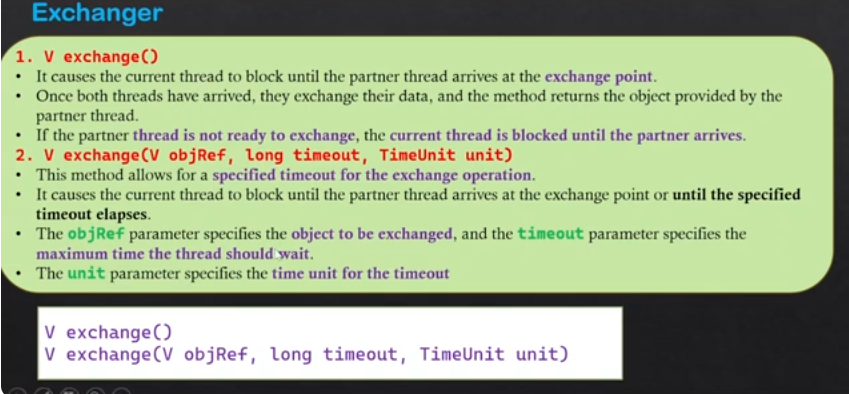 Exchanger
1. V exchange()
• It causes the current thread to block until the partner thread arrives at the exchange point.
• Once both threads have arrived, they exchange their data, and the method returns the object provided by the
partner thread.
• If the partner thread is not ready to exchange, the current thread is blocked until the partner arrives.
2. V exchange(V objRef, long timeout, TimeUnit unit)
• This method allows for a specified timeout for the exchange operation.
• It causes the current thread to block until the partner thread arrives at the exchange point or until the specified
timeout elapses.
• The objRef parameter specifies the object to be exchanged, and the timeout parameter specifies the
maximum time the thread should wait.
• The unit parameter specifies the time unit for the timeout
V exchange()
V exchange(V objRef, long timeout, TimeUnit unit)